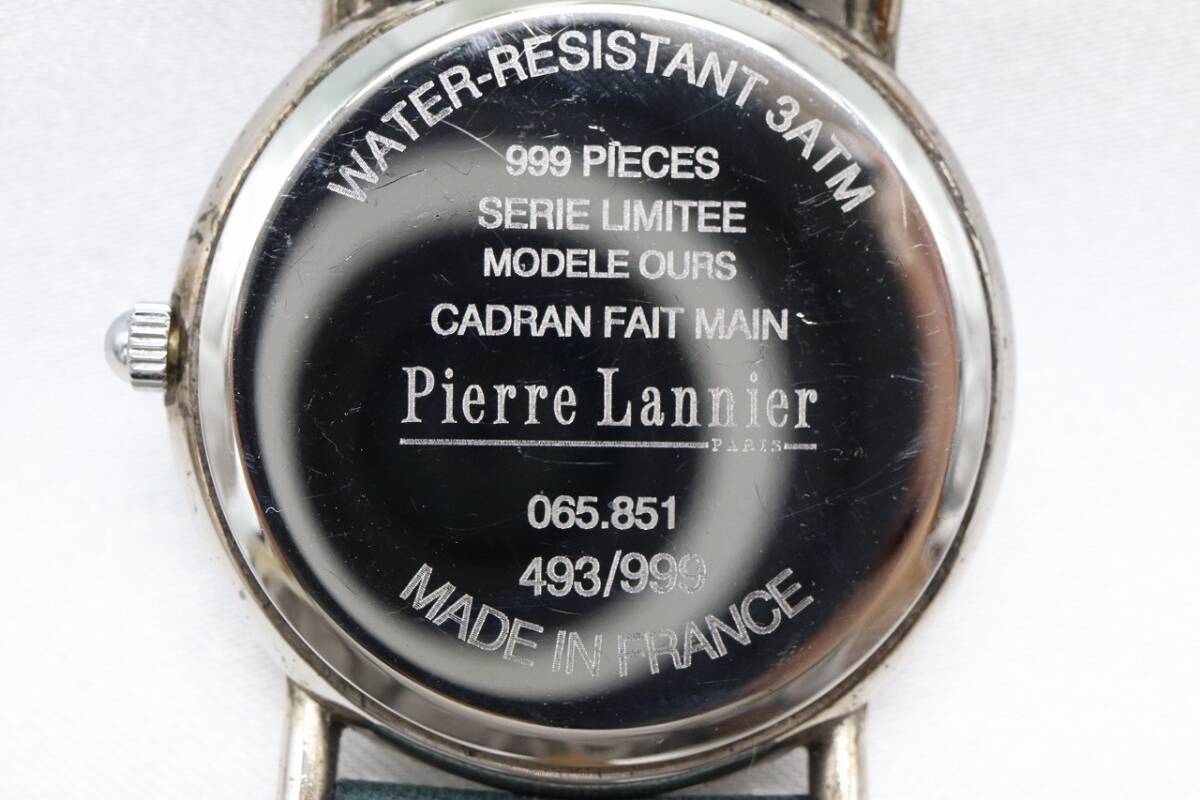 WATER-RESISTANT 3ATM
999 PIECES
SERIE LIMITEE
MODELE OURS
CADRAN FAIT MAIN
Pierre Lannier
PARIS
065.851
493/999
MADE IN FRANCE